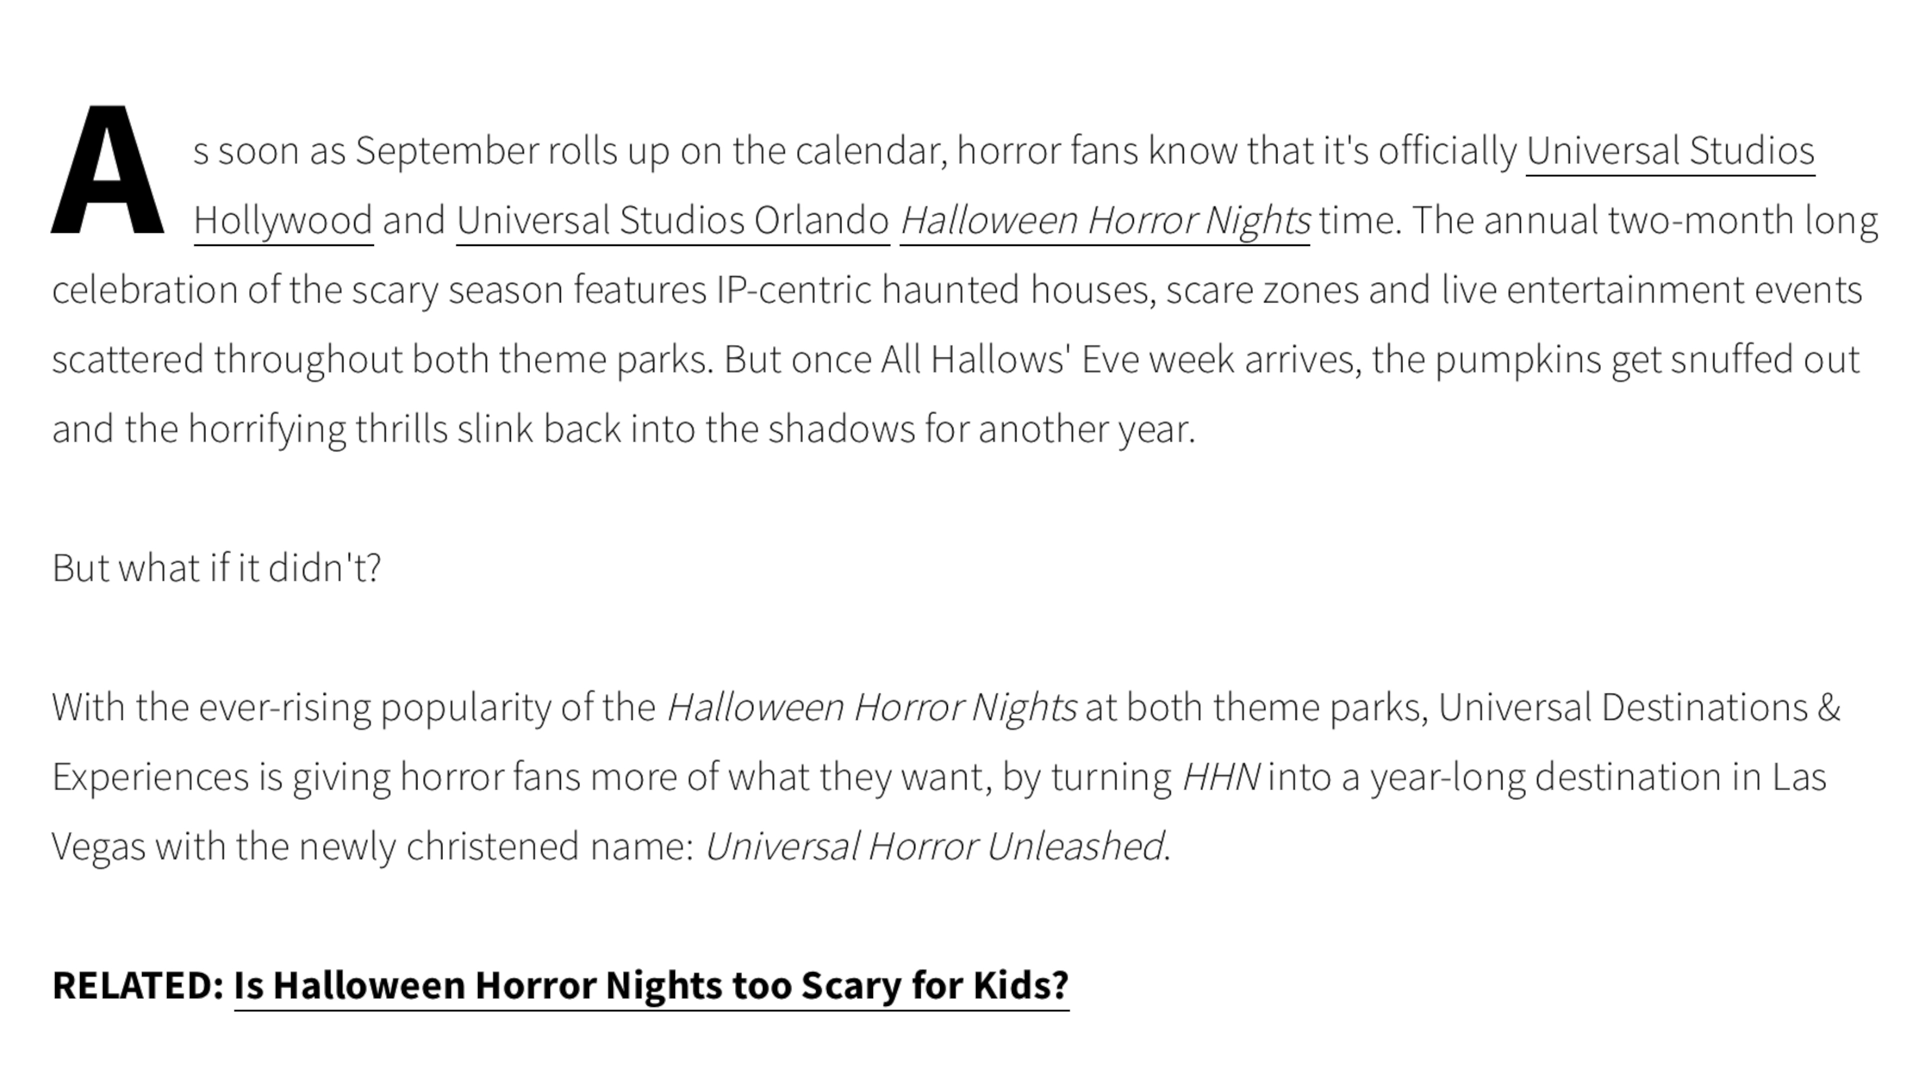 As soon as September rolls up on the calendar, horror fans know that it's officially Universal Studios
Hollywood and Universal Studios Orlando Halloween Horror Nights time. The annual two-month long
celebration of the scary season features IP-centric haunted houses, scare zones and live entertainment events
scattered throughout both theme parks. But once All Hallows' Eve week arrives, the pumpkins get snuffed out
and the horrifying thrills slink back into the shadows for another year.
But what if it didn't?
With the ever-rising popularity of the Halloween Horror Nights at both theme parks, Universal Destinations &
Experiences is giving horror fans more of what they want, by turning HHN into a year-long destination in Las
Vegas with the newly christened name: Universal Horror Unleashed.
RELATED: Is Halloween Horror Nights too Scary for Kids?